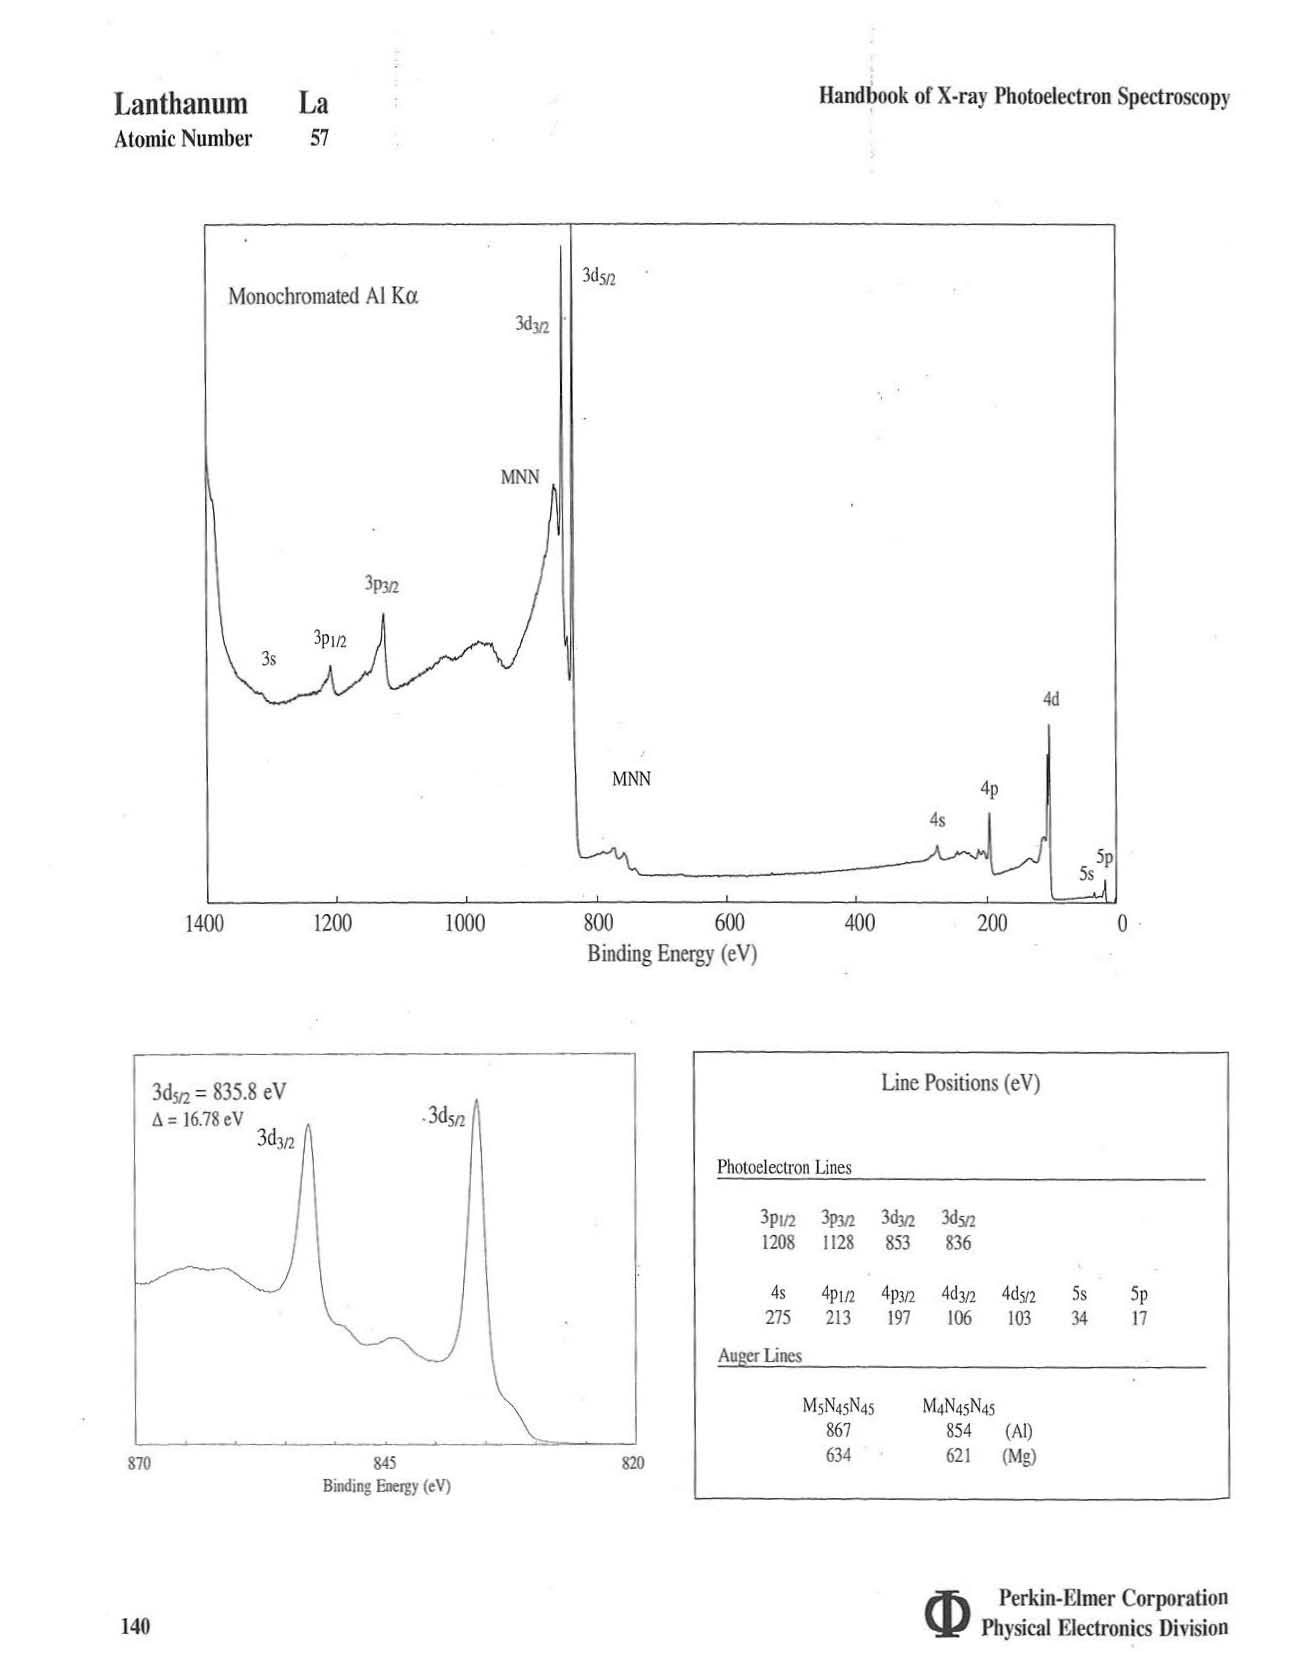 Lanthanum La
Handbook of X-ray Photoelectron Spectroscopy
Atomic Number 57
Monochromated Al Kα
3d5/2
3d3/2
MNN
3p3/2
3p1/2
3s
4d
MNN
4p
4s
5p
5s
1400 1200 1000 800 600 400 200 0
Binding Energy (eV)
3d5/2 = 835.8 eV
Δ = 16.78 eV
3d3/2
3d5/2
870 845 820
Binding Energy (eV)
Line Positions (eV)
Photoelectron Lines
3p1/2 3p3/2 3d3/2 3d5/2
1208 1128 853 836
4s 4p1/2 4p3/2 4d3/2 4d5/2 5s 5p
275 213 197 106 103 34 17
Auger Lines
M5N45N45 M4N45N45
867 854 (Al)
634 621 (Mg)
Perkin-Elmer Corporation
Physical Electronics Division
140